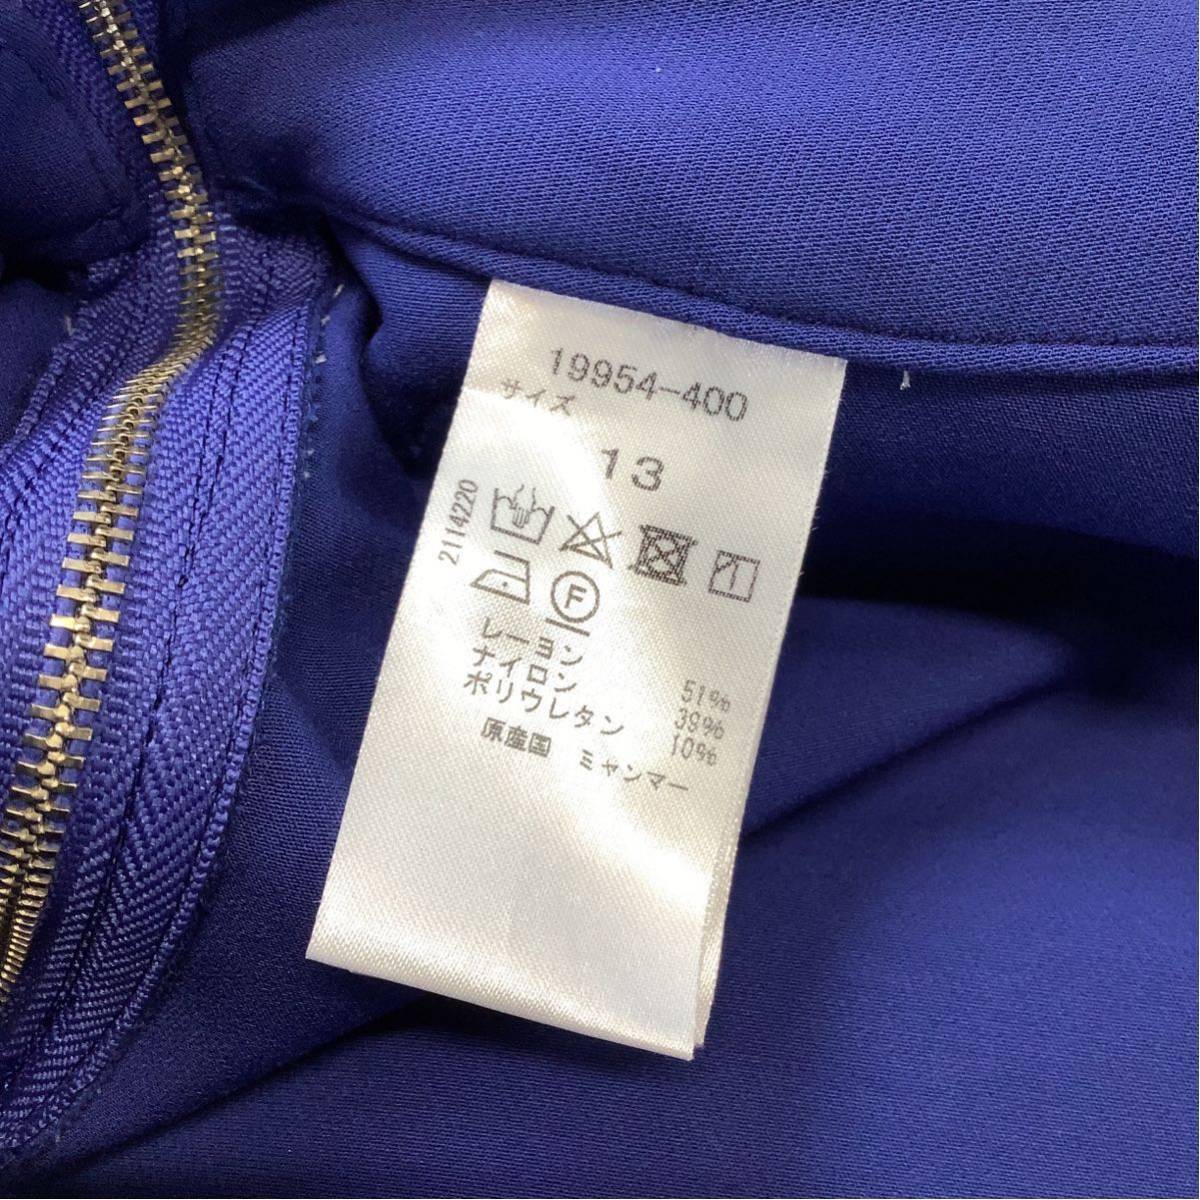 19954-400
サイズ
13
2114220
F
レーヨン 51%
ナイロン 39%
ポリウレタン 10%
原産国 ミャンマー